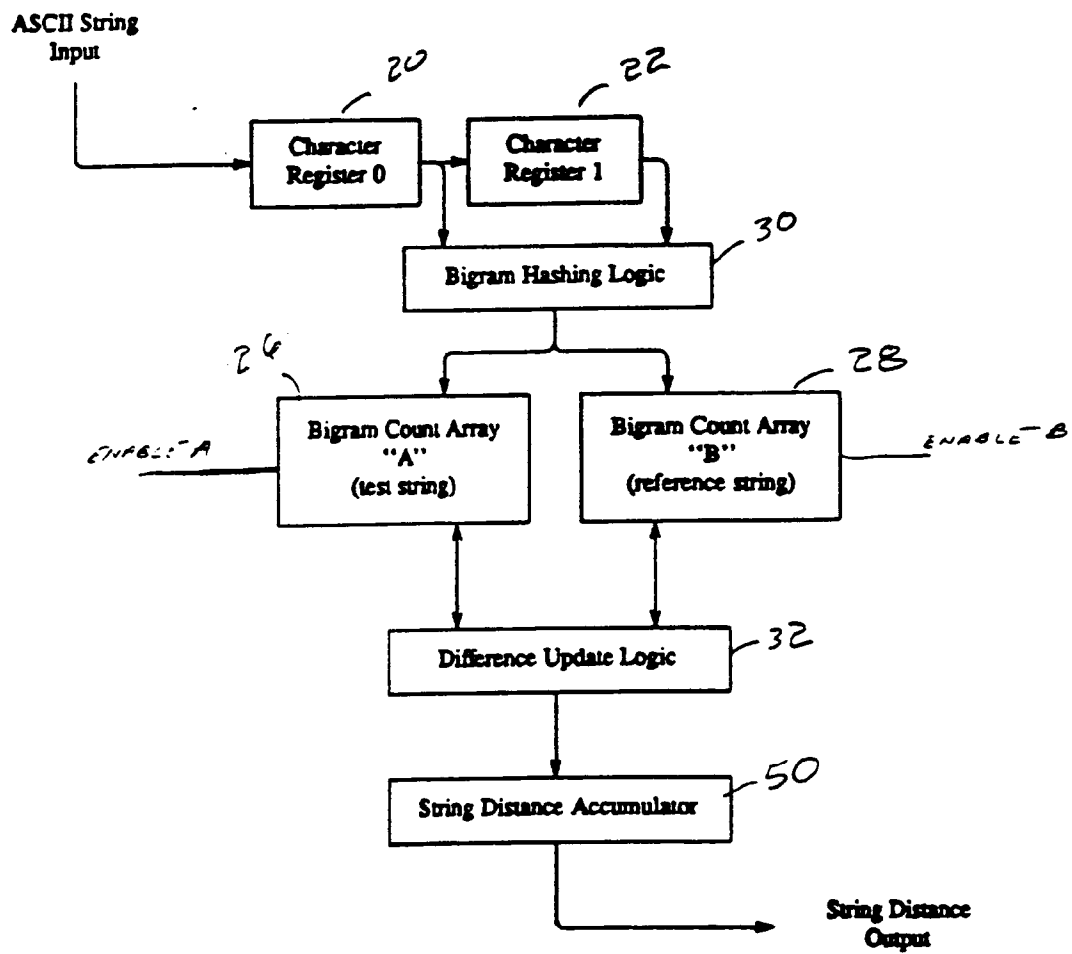 ASCII String
Input
20
22
Character
Register 0
Character
Register 1
30
Bigram Hashing Logic
26
28
Bigram Count Array
"A"
(test string)
Bigram Count Array
"B"
(reference string)
ENABLE-A
ENABLE-B
32
Difference Update Logic
50
String Distance Accumulator
String Distance
Output